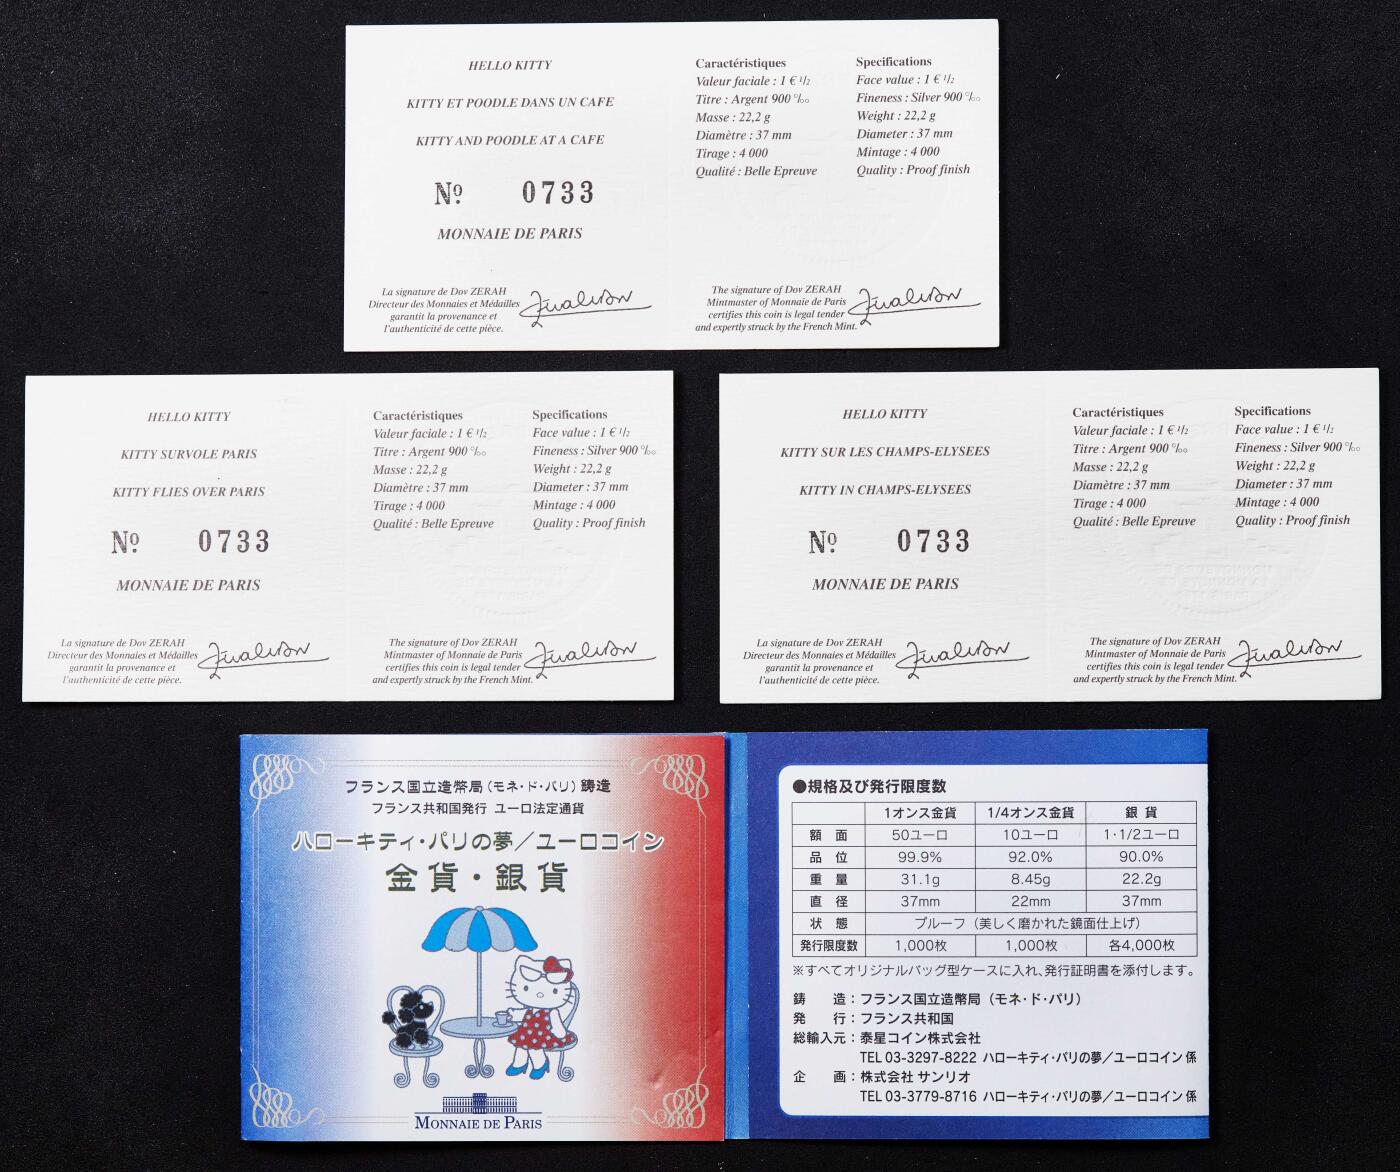 HELLO KITTY
KITTY ET POODLE DANS UN CAFE
KITTY AND POODLE AT A CAFE
Nº 0733
MONNAIE DE PARIS
La signature de Dov ZERAH
Directeur des Monnaies et Médailles
garantit la provenance et
l'authenticité de cette pièce.
Caractéristiques
Valeur faciale : 1 € 1/2
Titre : Argent 900 ‰
Masse : 22,2 g
Diamètre : 37 mm
Tirage : 4 000
Qualité : Belle Epreuve
Specifications
Face value : 1 € 1/2
Fineness : Silver 900 ‰
Weight : 22,2 g
Diameter : 37 mm
Mintage : 4 000
Quality : Proof finish
The signature of Dov ZERAH
Mintmaster of Monnaie de Paris
certifies this coin is legal tender
and expertly struck by the French Mint.
HELLO KITTY
KITTY SURVOLE PARIS
KITTY FLIES OVER PARIS
Nº 0733
MONNAIE DE PARIS
La signature de Dov ZERAH
Directeur des Monnaies et Médailles
garantit la provenance et
l'authenticité de cette pièce.
Caractéristiques
Valeur faciale : 1 € 1/2
Titre : Argent 900 ‰
Masse : 22,2 g
Diamètre : 37 mm
Tirage : 4 000
Qualité : Belle Epreuve
Specifications
Face value : 1 € 1/2
Fineness : Silver 900 ‰
Weight : 22,2 g
Diameter : 37 mm
Mintage : 4 000
Quality : Proof finish
The signature of Dov ZERAH
Mintmaster of Monnaie de Paris
certifies this coin is legal tender
and expertly struck by the French Mint.
HELLO KITTY
KITTY SUR LES CHAMPS-ELYSEES
KITTY IN CHAMPS-ELYSEES
Nº 0733
MONNAIE DE PARIS
La signature de Dov ZERAH
Directeur des Monnaies et Médailles
garantit la provenance et
l'authenticité de cette pièce.
Caractéristiques
Valeur faciale : 1 € 1/2
Titre : Argent 900 ‰
Masse : 22,2 g
Diamètre : 37 mm
Tirage : 4 000
Qualité : Belle Epreuve
Specifications
Face value : 1 € 1/2
Fineness : Silver 900 ‰
Weight : 22,2 g
Diameter : 37 mm
Mintage : 4 000
Quality : Proof finish
The signature of Dov ZERAH
Mintmaster of Monnaie de Paris
certifies this coin is legal tender
and expertly struck by the French Mint.
フランス国立造幣局（モネ・ド・パリ）鋳造
フランス共和国発行 ユーロ法定通貨
ハローキティ・パリの夢／ユーロコイン
金貨・銀貨
MONNAIE DE PARIS
●規格及び発行限度数
1オンス金貨 1/4オンス金貨 銀貨
額面 50ユーロ 10ユーロ 1・1/2ユーロ
品位 99.9% 92.0% 90.0%
重量 31.1g 8.45g 22.2g
直径 37mm 22mm 37mm
状態 プルーフ（美しく磨かれた鏡面仕上げ）
発行限度数 1,000枚 1,000枚 各4,000枚
※すべてオリジナルバッグ型ケースに入れ、発行証明書を添付します。
鋳造：フランス国立造幣局（モネ・ド・パリ）
発行：フランス共和国
総輸入元：泰星コイン株式会社
TEL 03-3297-8222 ハローキティ・パリの夢／ユーロコイン係
企画：株式会社 サンリオ
TEL 03-3779-8716 ハローキティ・パリの夢／ユーロコイン係